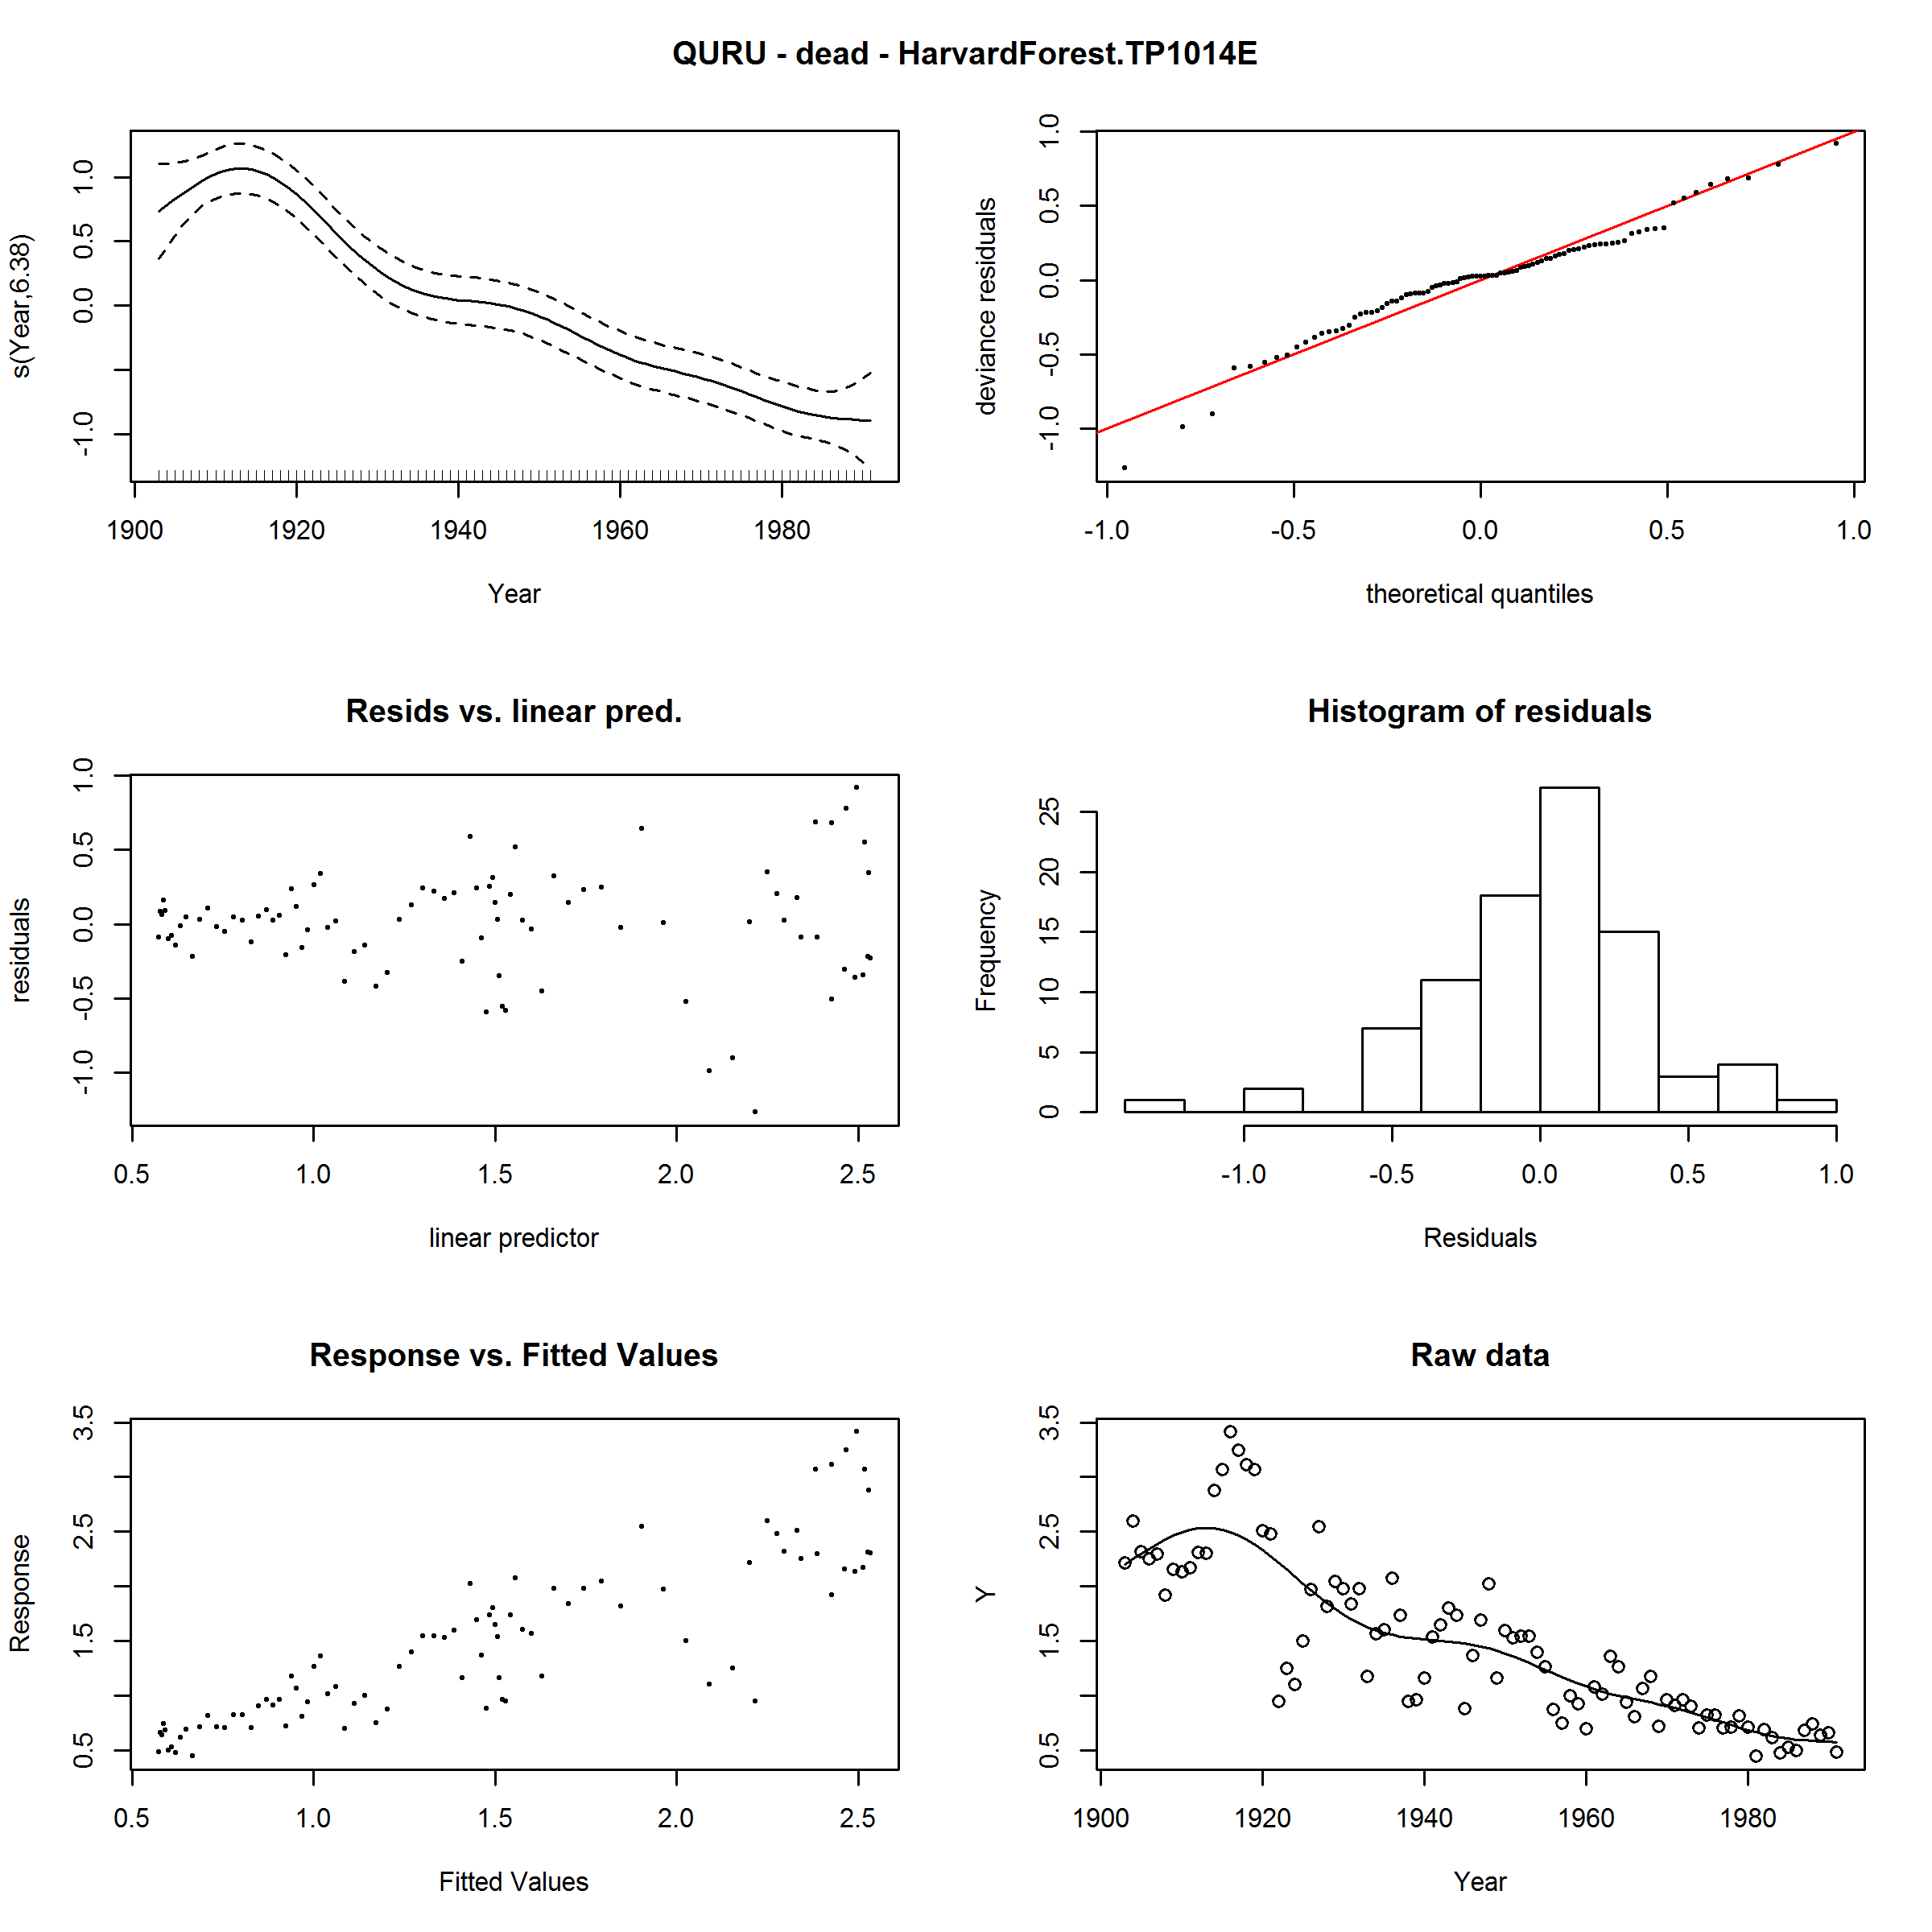 QURU - dead - HarvardForest.TP1014E
s(Year,6.38)
1.0
0.5
0.0
-1.0
1900 1920 1940 1960 1980
Year
deviance residuals
1.0
0.5
0.0
-0.5
-1.0
-1.0 -0.5 0.0 0.5 1.0
theoretical quantiles
Resids vs. linear pred.
residuals
1.0
0.5
0.0
-0.5
-1.0
0.5 1.0 1.5 2.0 2.5
linear predictor
Histogram of residuals
Frequency
25
20
15
10
5
0
-1.0 -0.5 0.0 0.5 1.0
Residuals
Response vs. Fitted Values
Response
3.5
2.5
1.5
0.5
0.5 1.0 1.5 2.0 2.5
Fitted Values
Raw data
Y
3.5
2.5
1.5
0.5
1900 1920 1940 1960 1980
Year